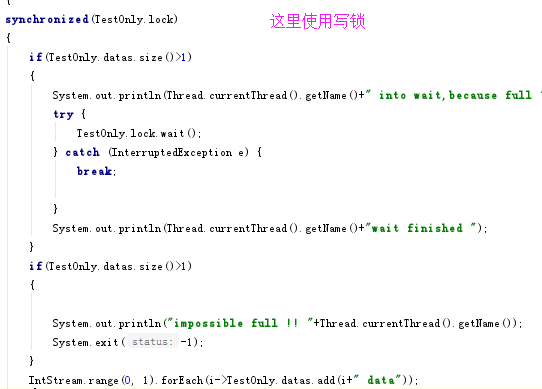 {
synchronized(TestOnly.lock) 这里使用写锁
{
if(TestOnly.datas.size()>1)
{
System.out.println(Thread.currentThread().getName()+" into wait,because full "
try {
TestOnly.lock.wait();
} catch (InterruptedException e) {
break;
}
System.out.println(Thread.currentThread().getName()+"wait finished ");
}
if(TestOnly.datas.size()>1)
{
System.out.println("impossible full !! "+Thread.currentThread().getName());
System.exit( status: -1);
}
IntStream.range(0, 1).forEach(i->TestOnly.datas.add(i+" data"));